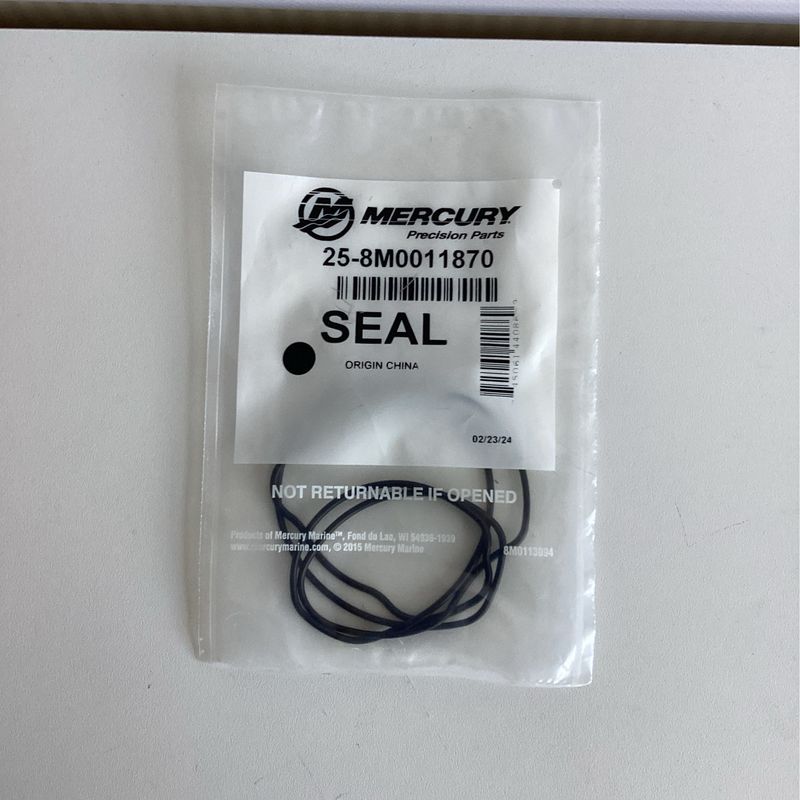 MERCURY
Precision Parts
25-8M0011870
SEAL
ORIGIN CHINA
02/23/24
NOT RETURNABLE IF OPENED
Products of Mercury Marine™, Fond du Lac, WI 54936-1939
www.mercurymarine.com, © 2015 Mercury Marine
8M0113094